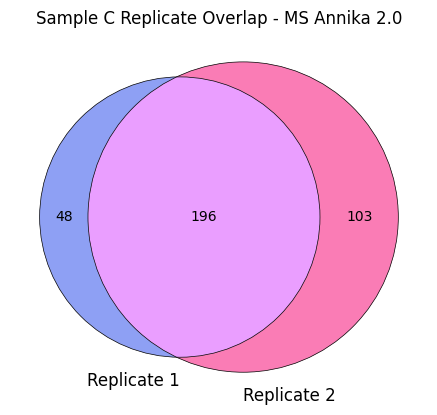 Sample C Replicate Overlap - MS Annika 2.0
48
196
103
Replicate 1
Replicate 2